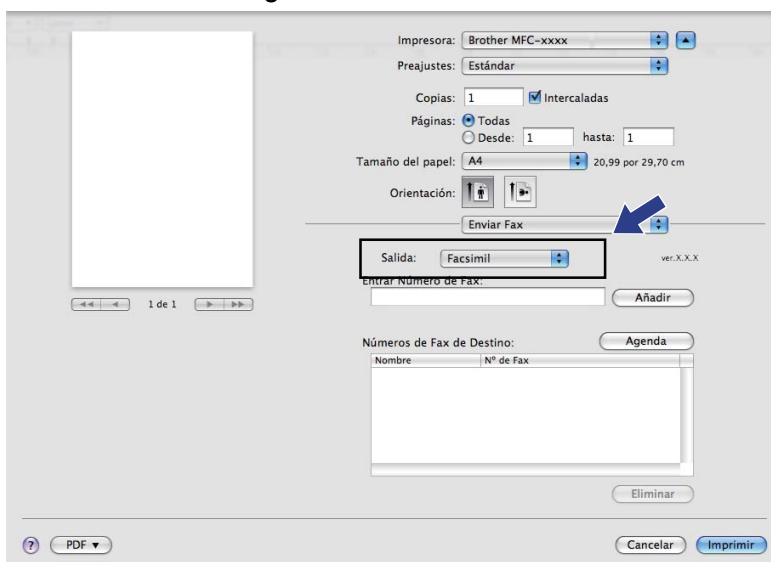 Impresora: Brother MFC-xxxx
Preajustes: Estándar
Copias: 1 Intercaladas
Páginas: Todas
Desde: 1 hasta: 1
Tamaño del papel: A4 20,99 por 29,70 cm
Orientación:
Enviar Fax
Salida: Facsimil ver.X.X.X
Entrar Número de Fax:
1 de 1 Añadir
Números de Fax de Destino: Agenda
Nombre Nº de Fax
Eliminar
? PDF Cancelar Imprimir